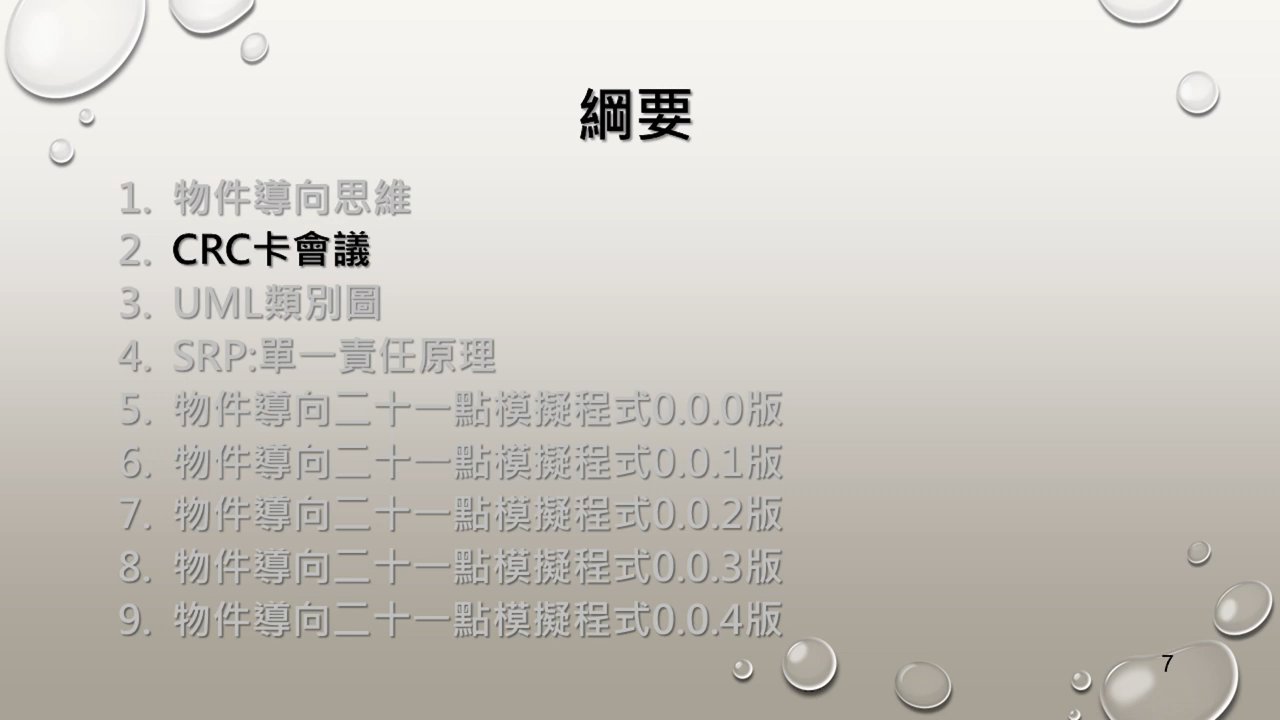 綱要
1. 物件導向思維
2. CRC卡會議
3. UML類別圖
4. SRP:單一責任原理
5. 物件導向二十一點模擬程式0.0.0版
6. 物件導向二十一點模擬程式0.0.1版
7. 物件導向二十一點模擬程式0.0.2版
8. 物件導向二十一點模擬程式0.0.3版
9. 物件導向二十一點模擬程式0.0.4版
7